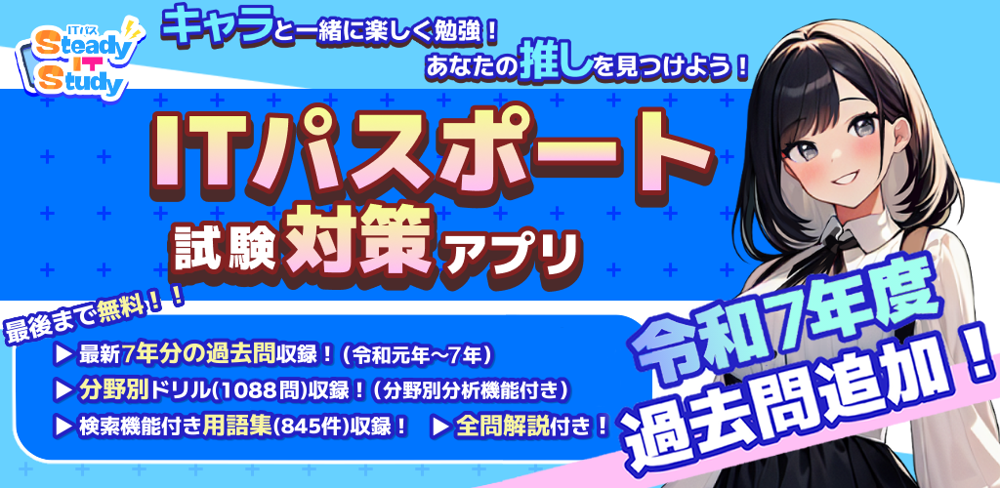 ITパス
Steady
IT
Study
キャラと一緒に楽しく勉強！
あなたの推しを見つけよう！
ITパスポート
試験対策アプリ
最後まで無料！！
▶ 最新7年分の過去問収録！（令和元年～7年）
▶ 分野別ドリル(1088問)収録！（分野別分析機能付き）
▶ 検索機能付き用語集(845件)収録！ ▶ 全問解説付き！
令和7年度
過去問追加！